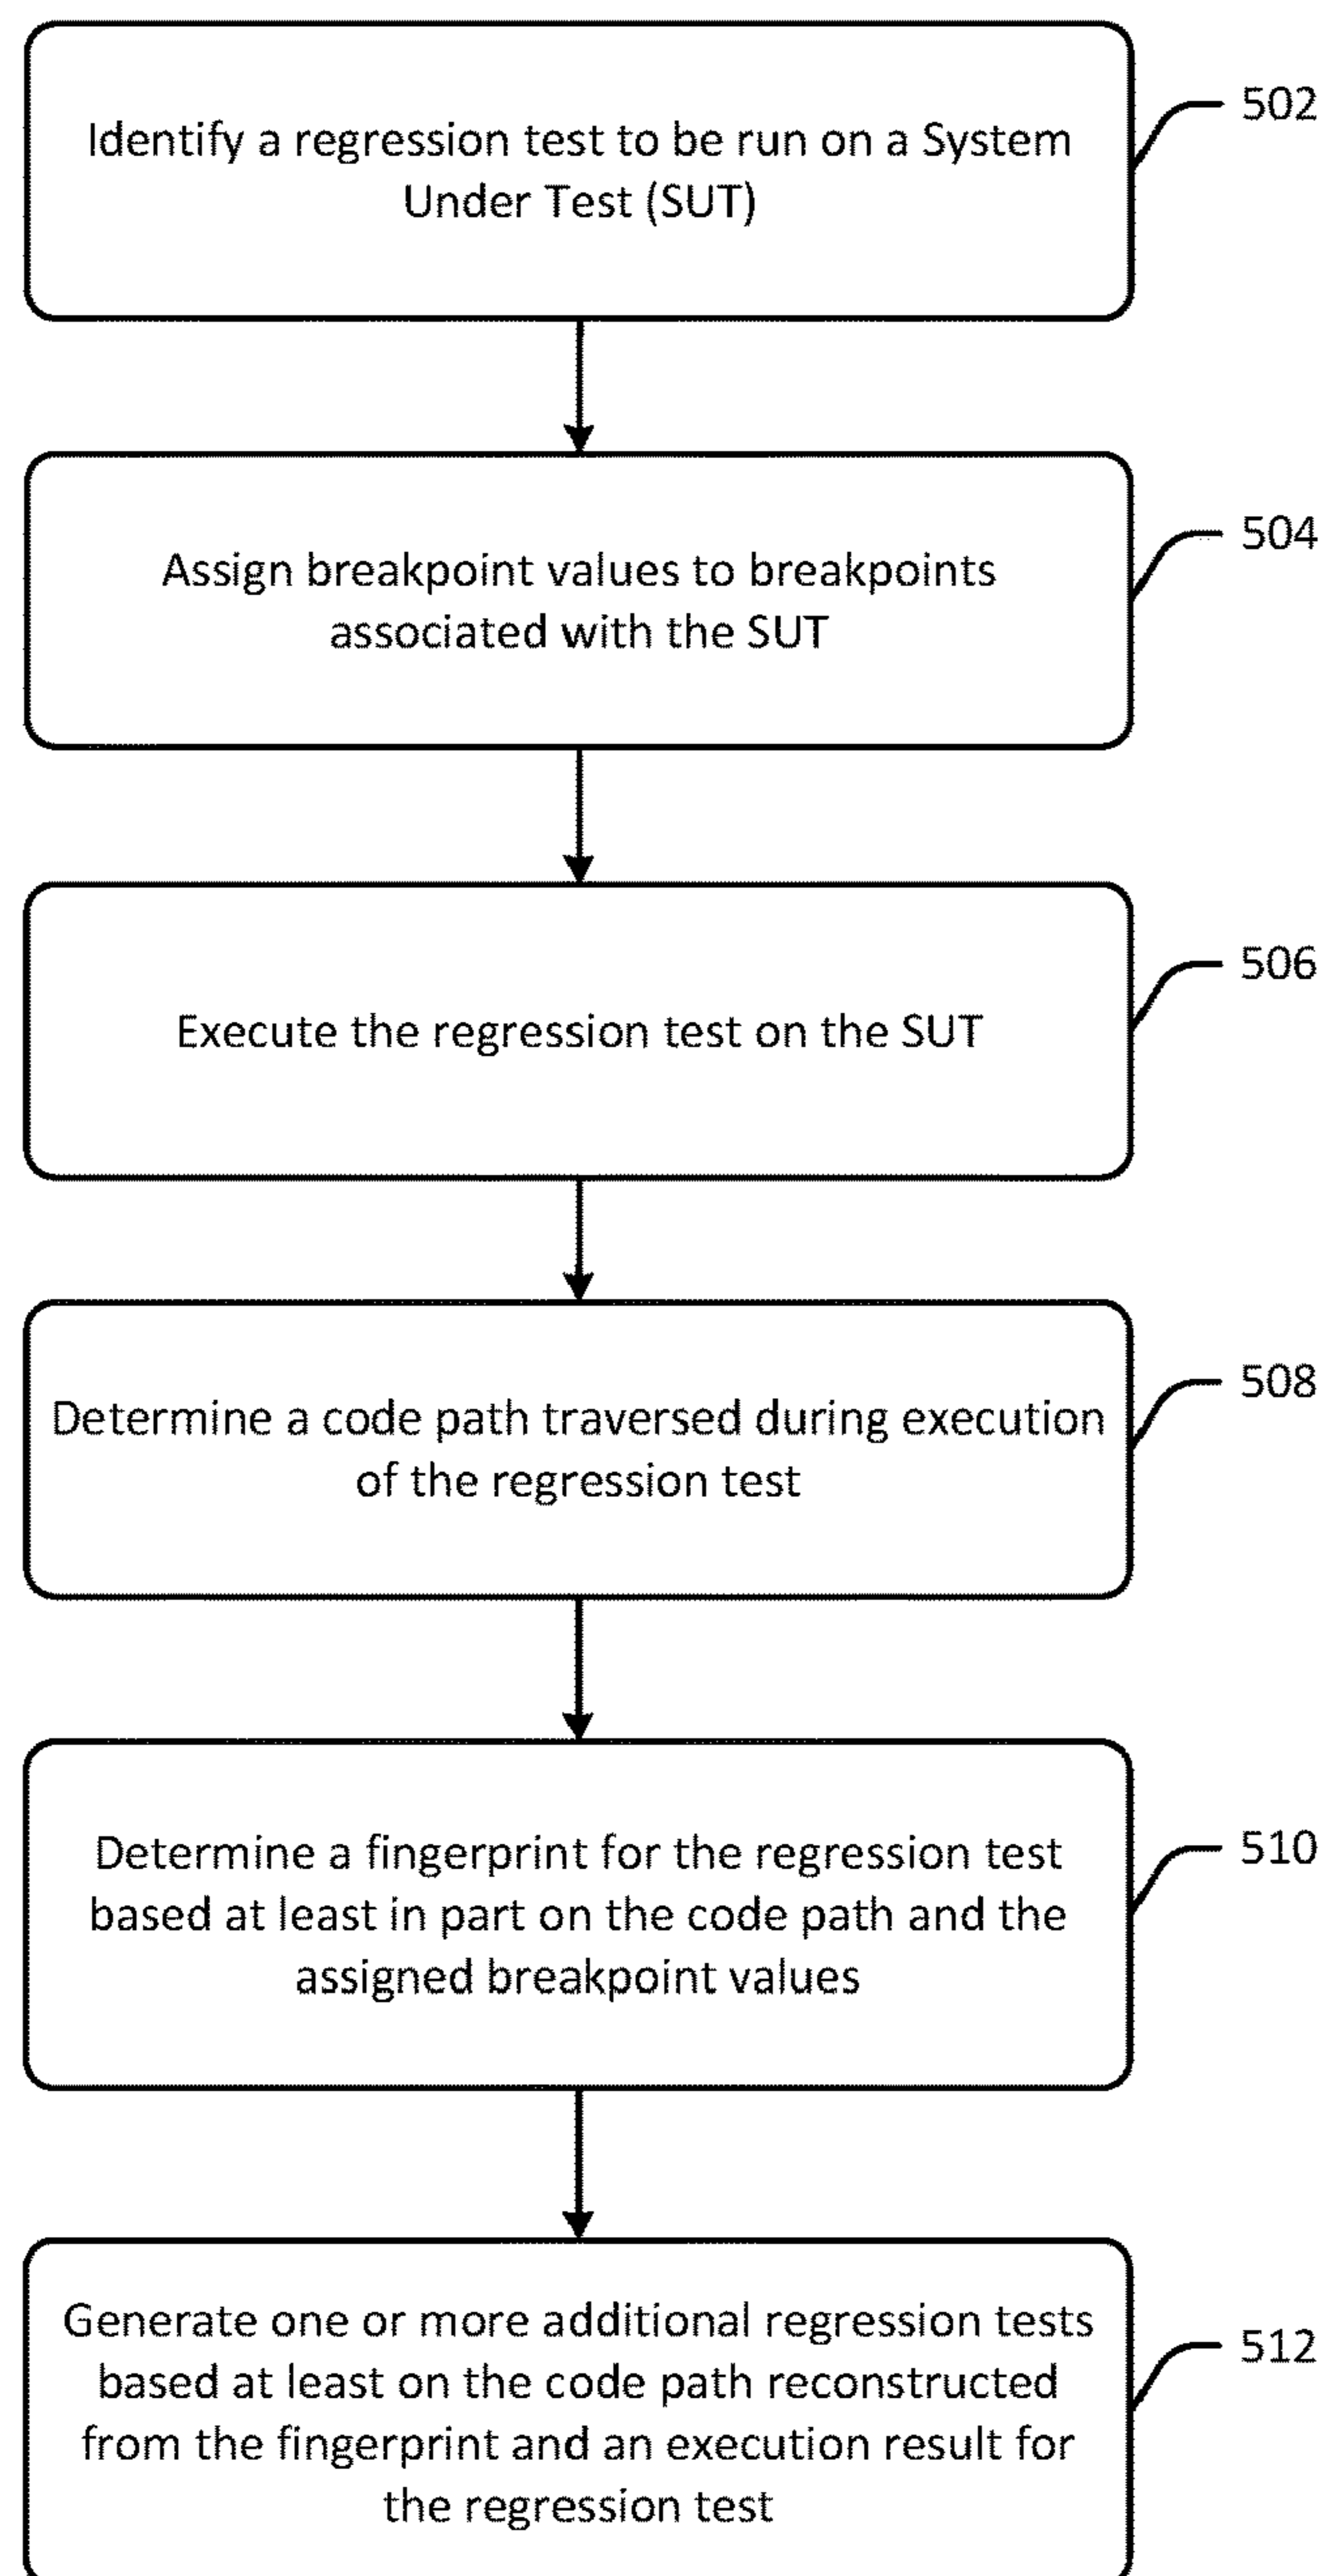 Identify a regression test to be run on a System
Under Test (SUT)
502
Assign breakpoint values to breakpoints
associated with the SUT
504
Execute the regression test on the SUT
506
Determine a code path traversed during execution
of the regression test
508
Determine a fingerprint for the regression test
based at least in part on the code path and the
assigned breakpoint values
510
Generate one or more additional regression tests
based at least on the code path reconstructed
from the fingerprint and an execution result for
the regression test
512